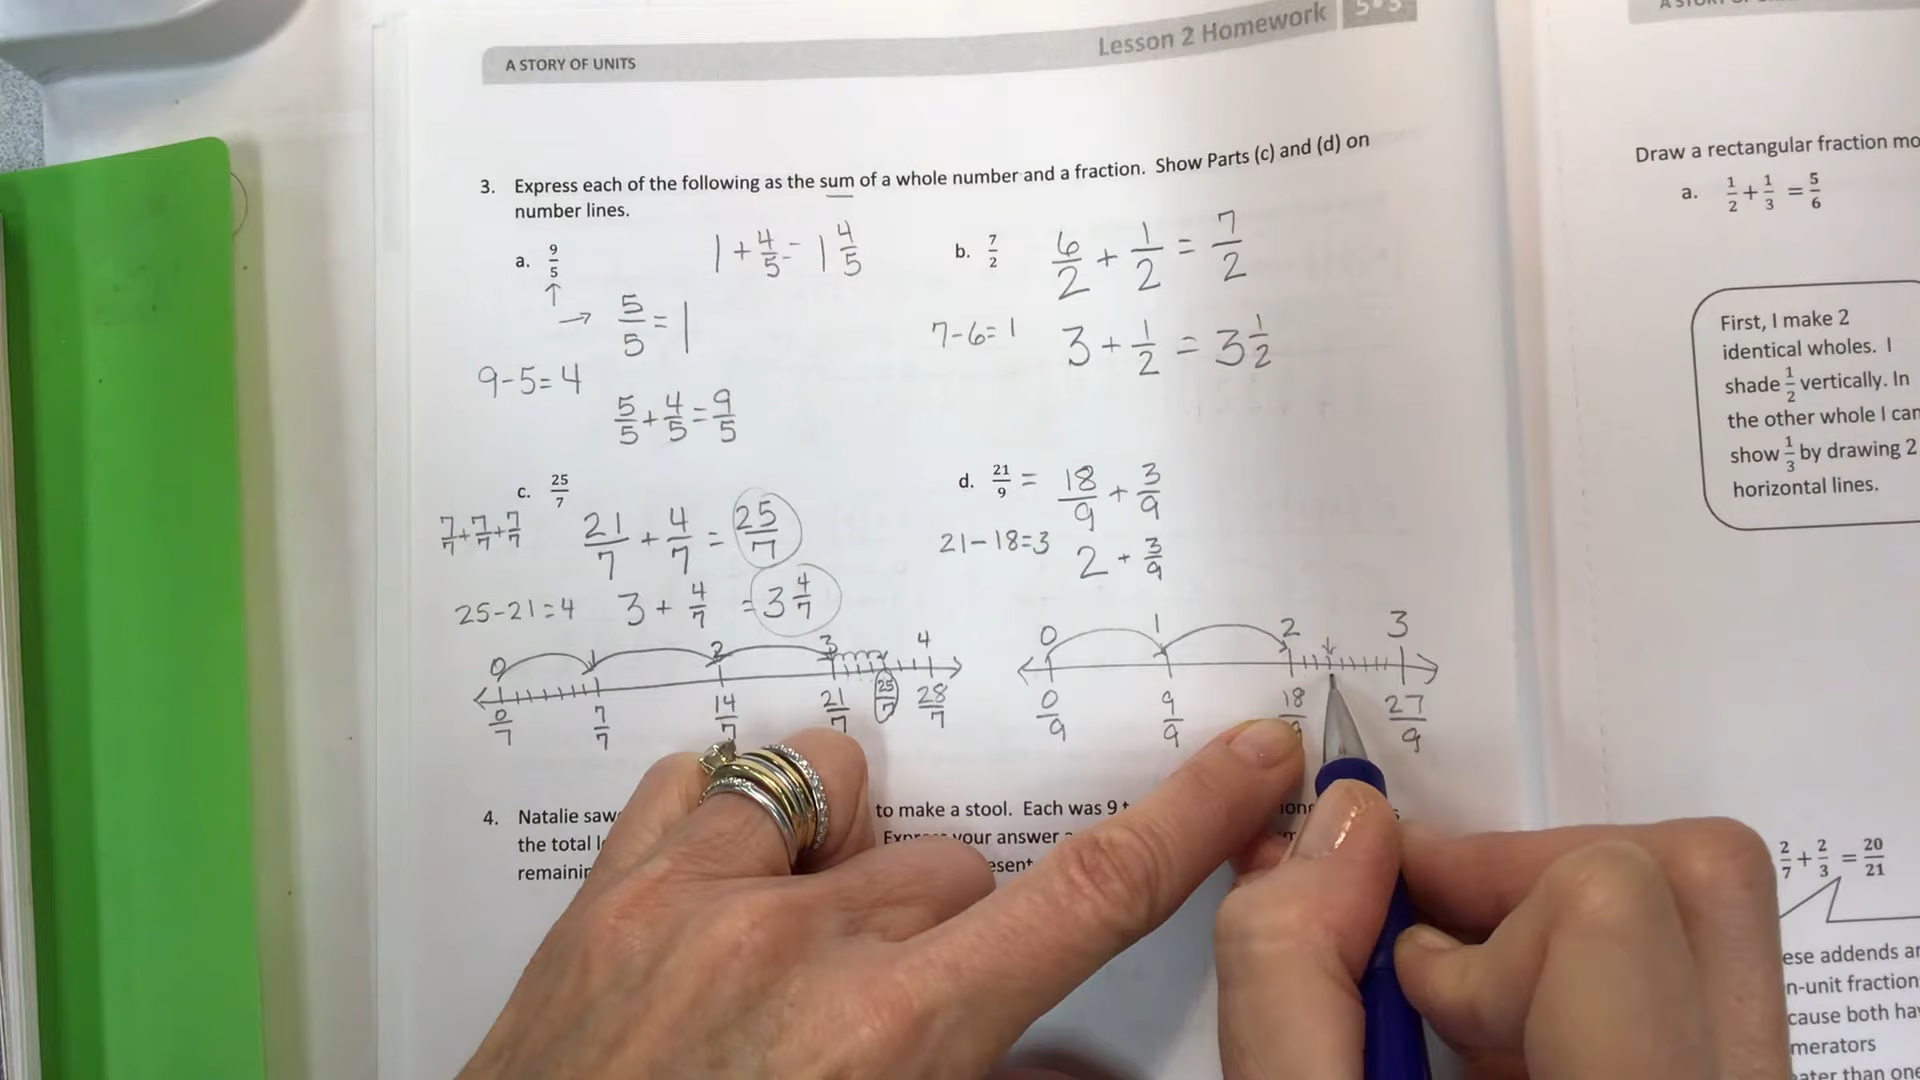 A STORY OF UNITS
Lesson 2 Homework
3. Express each of the following as the sum of a whole number and a fraction. Show Parts (c) and (d) on
number lines.
a. 9/5
1 + 4/5 = 1 4/5
↑
→ 5/5 = 1
9-5=4
5/5 + 4/5 = 9/5
b. 7/2
6/2 + 1/2 = 7/2
7-6=1
3 + 1/2 = 3 1/2
c. 25/7
7/7+7/7+7/7
21/7 + 4/7 = 25/7
25-21=4
3 + 4/7 = 3 4/7
0 1 2 3 4
0/7 7/7 14/7 21/7 25/7 28/7
d. 21/9 = 18/9 + 3/9
21-18=3
2 + 3/9
0 1 2 3
0/9 9/9 18/9 27/9
4. Natalie to make a stool. Each was 9
the total your answer
esent
A STORY OF
Draw a rectangular fraction
a. 1/2 + 1/3 = 5/6
First, I make 2
identical wholes. I
shade 1/2 vertically. In
the other whole I can
show 1/3 by drawing 2
horizontal lines.
2/7 + 2/3 = 20/21
ese addends
n-unit fraction
cause both
merators
than one